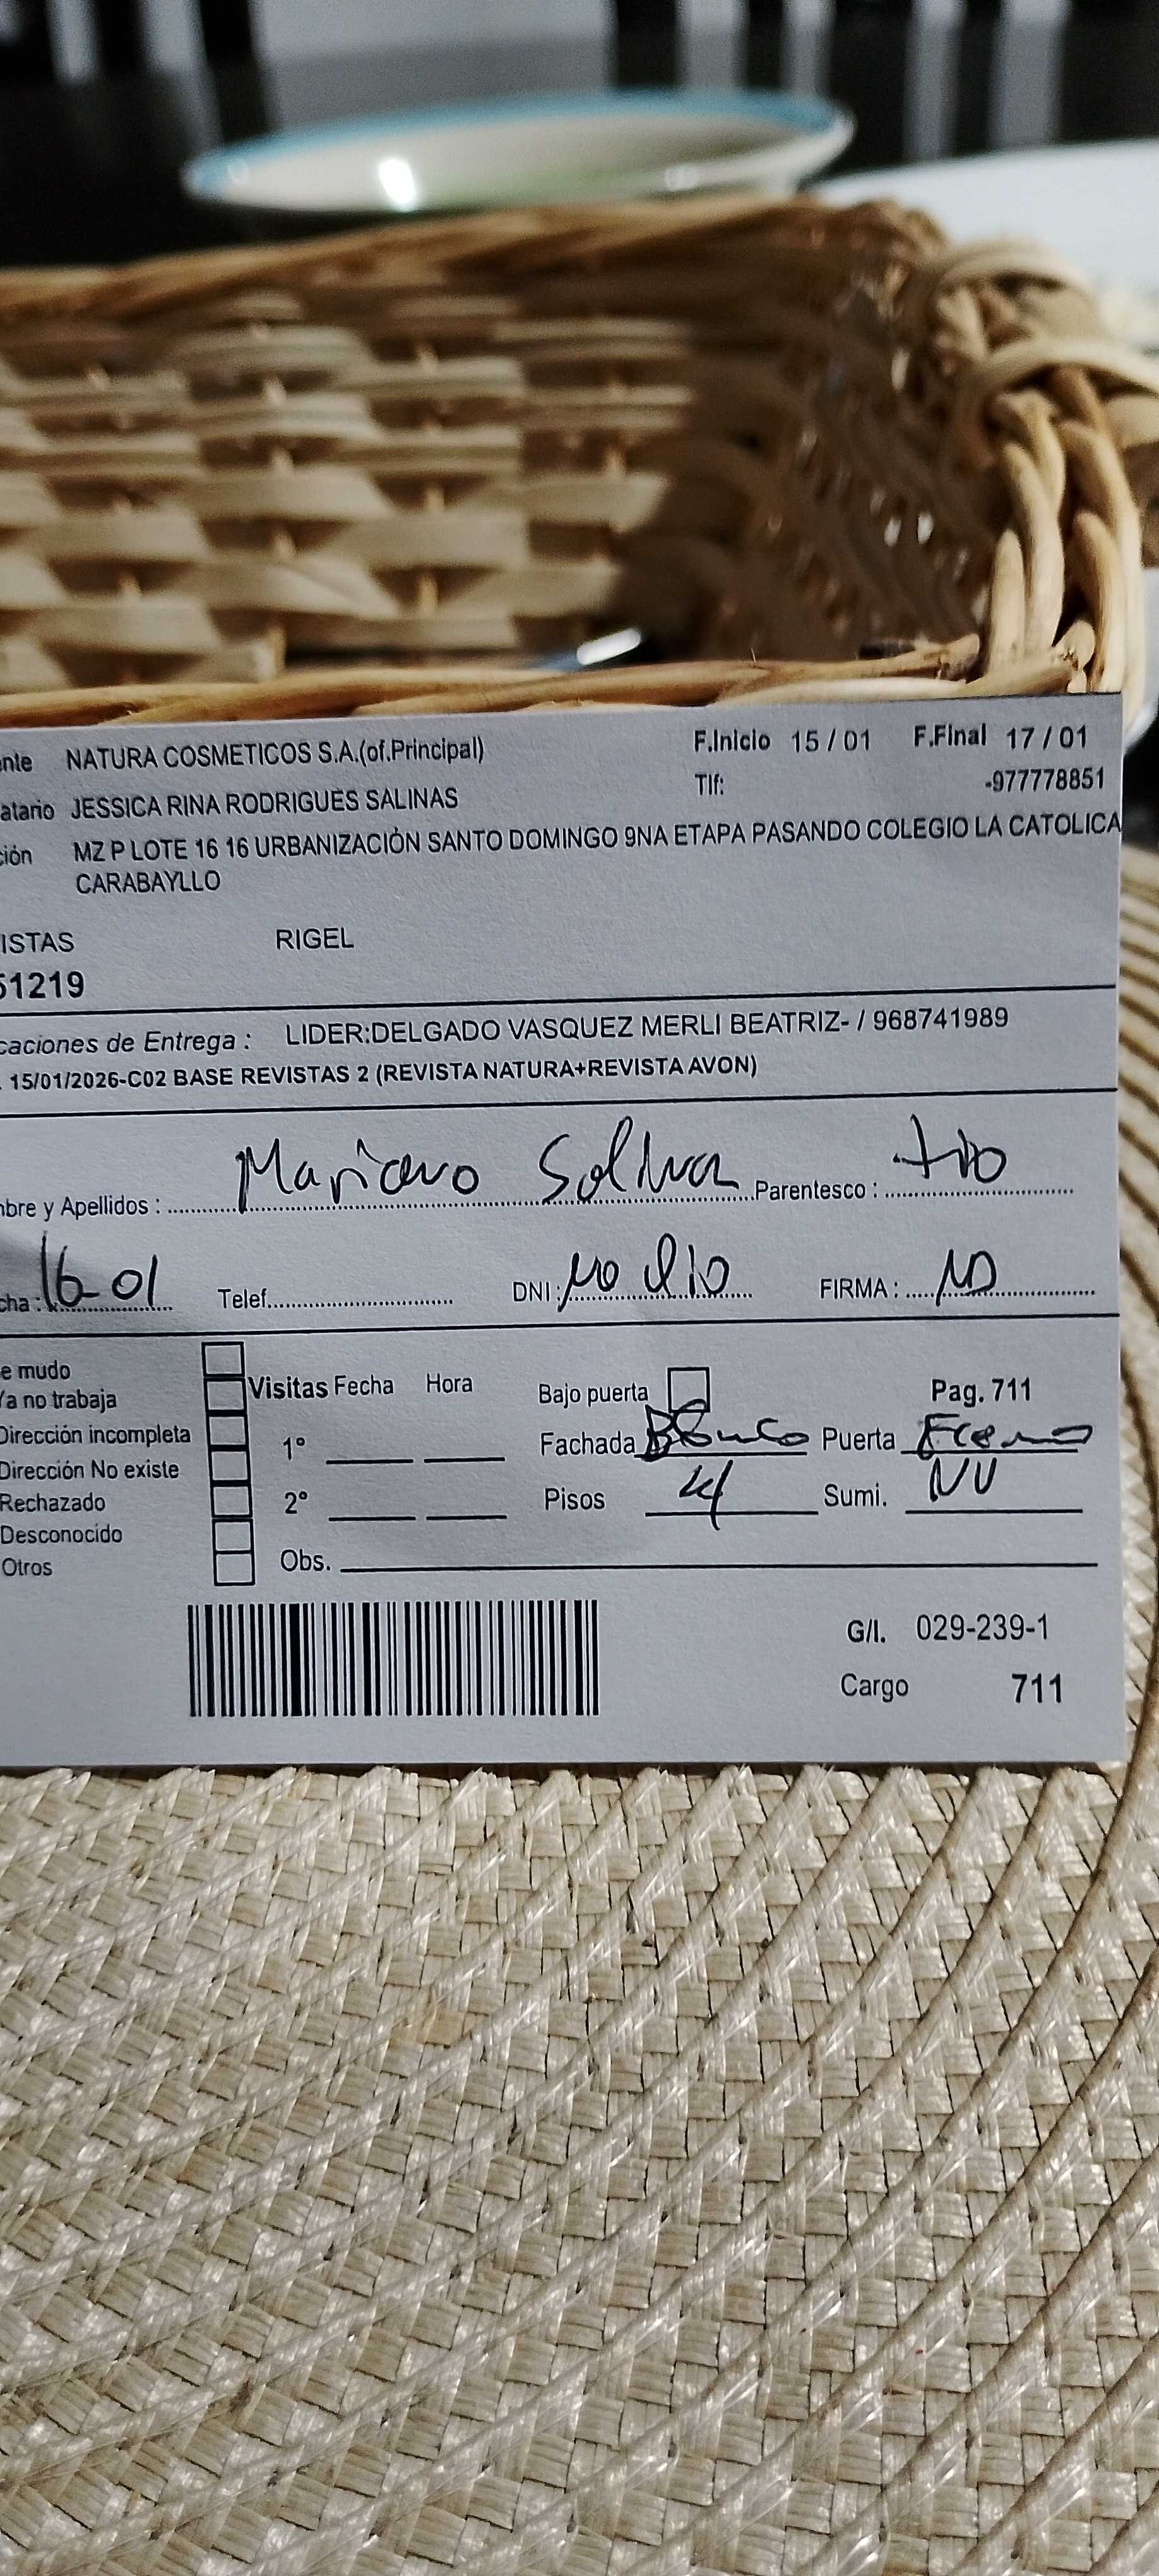 nte NATURA COSMETICOS S.A.(of.Principal) F.Inicio 15 / 01 F.Final 17 / 01
Tlf: -977778851
atario JESSICA RINA RODRIGUES SALINAS
ción MZ P LOTE 16 16 URBANIZACIÓN SANTO DOMINGO 9NA ETAPA PASANDO COLEGIO LA CATOLICA
CARABAYLLO
ISTAS RIGEL
51219
caciones de Entrega : LIDER:DELGADO VASQUEZ MERLI BEATRIZ- / 968741989
. 15/01/2026-C02 BASE REVISTAS 2 (REVISTA NATURA+REVISTA AVON)
nbre y Apellidos : Mariano Parentesco : tio
cha : 16-01 Telef. DNI : no dio FIRMA :
e mudo
Ya no trabaja Visitas Fecha Hora Bajo puerta Pag. 711
Dirección incompleta 1° Fachada Blanco Puerta
Dirección No existe
Rechazado 2° Pisos 4 Sumi. NV
Desconocido
Otros Obs.
G/I. 029-239-1
Cargo 711